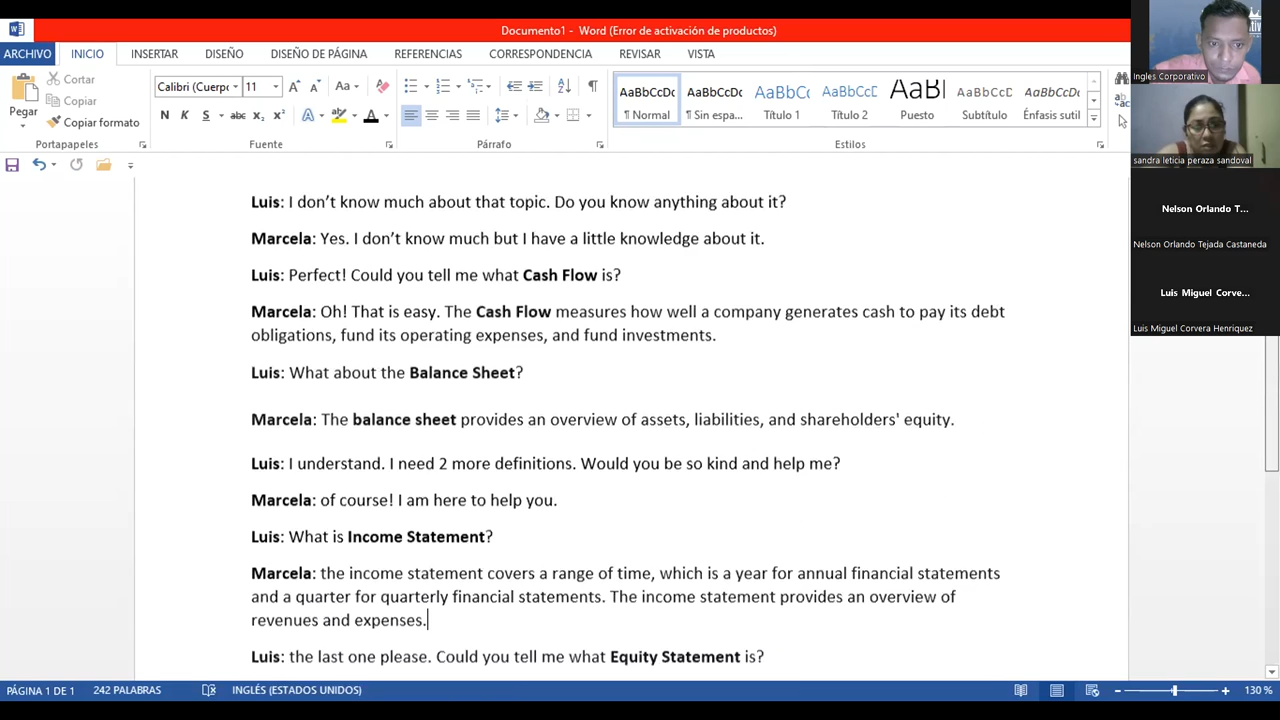 Documento1 - Word (Error de activación de productos)
ARCHIVO INICIO INSERTAR DISEÑO DISEÑO DE PÁGINA REFERENCIAS CORRESPONDENCIA REVISAR VISTA
Pegar
Cortar
Copiar
Copiar formato
Portapapeles
Calibri (Cuerpo 11
Fuente
Párrafo
AaBbCcDc AaBbCcDc AaBbCc AaBbCcD AaBl AaBbCcD AaBbCcDc
¶ Normal ¶ Sin espa... Título 1 Título 2 Puesto Subtítulo Énfasis sutil
Estilos
Ingles Corporativo
sandra leticia peraza sandoval
Nelson Orlando T...
Nelson Orlando Tejada Castaneda
Luis Miguel Corve...
Luis Miguel Corvera Henriquez
Luis: I don’t know much about that topic. Do you know anything about it?
Marcela: Yes. I don’t know much but I have a little knowledge about it.
Luis: Perfect! Could you tell me what Cash Flow is?
Marcela: Oh! That is easy. The Cash Flow measures how well a company generates cash to pay its debt
obligations, fund its operating expenses, and fund investments.
Luis: What about the Balance Sheet?
Marcela: The balance sheet provides an overview of assets, liabilities, and shareholders' equity.
Luis: I understand. I need 2 more definitions. Would you be so kind and help me?
Marcela: of course! I am here to help you.
Luis: What is Income Statement?
Marcela: the income statement covers a range of time, which is a year for annual financial statements
and a quarter for quarterly financial statements. The income statement provides an overview of
revenues and expenses.
Luis: the last one please. Could you tell me what Equity Statement is?
PÁGINA 1 DE 1 242 PALABRAS INGLÉS (ESTADOS UNIDOS) 130 %